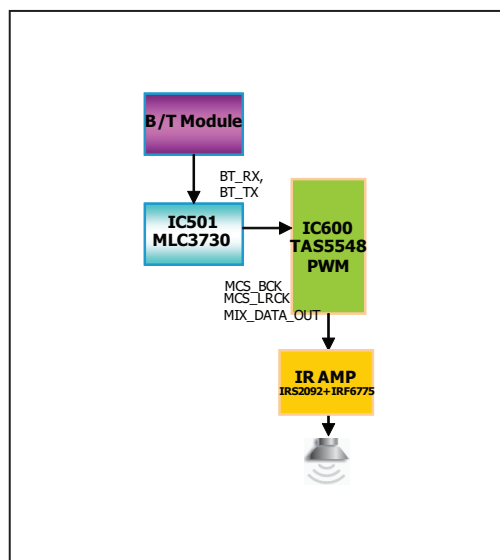 B/T Module
BT_RX,
BT_TX
IC501
MLC3730
IC600
TAS5548
PWM
MCS_BCK
MCS_LRCK
MIX_DATA_OUT
IR AMP
IRS2092+IRF6775